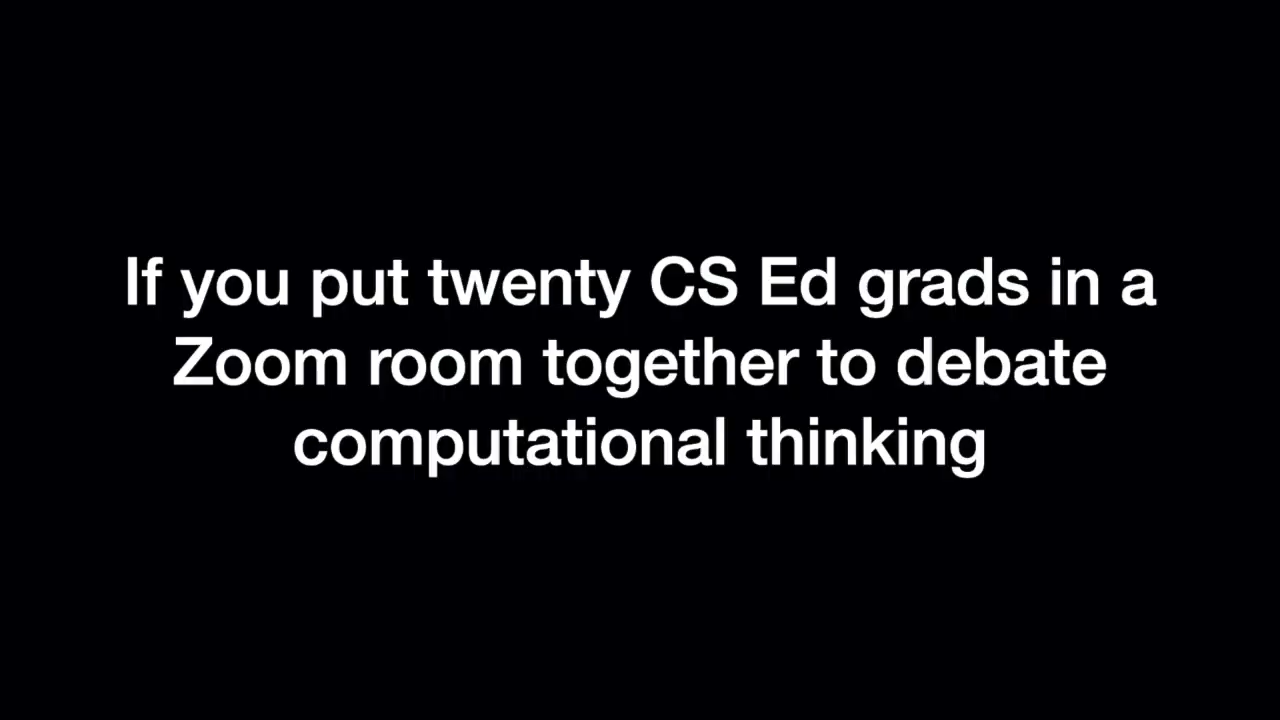 If you put twenty CS Ed grads in a
Zoom room together to debate
computational thinking